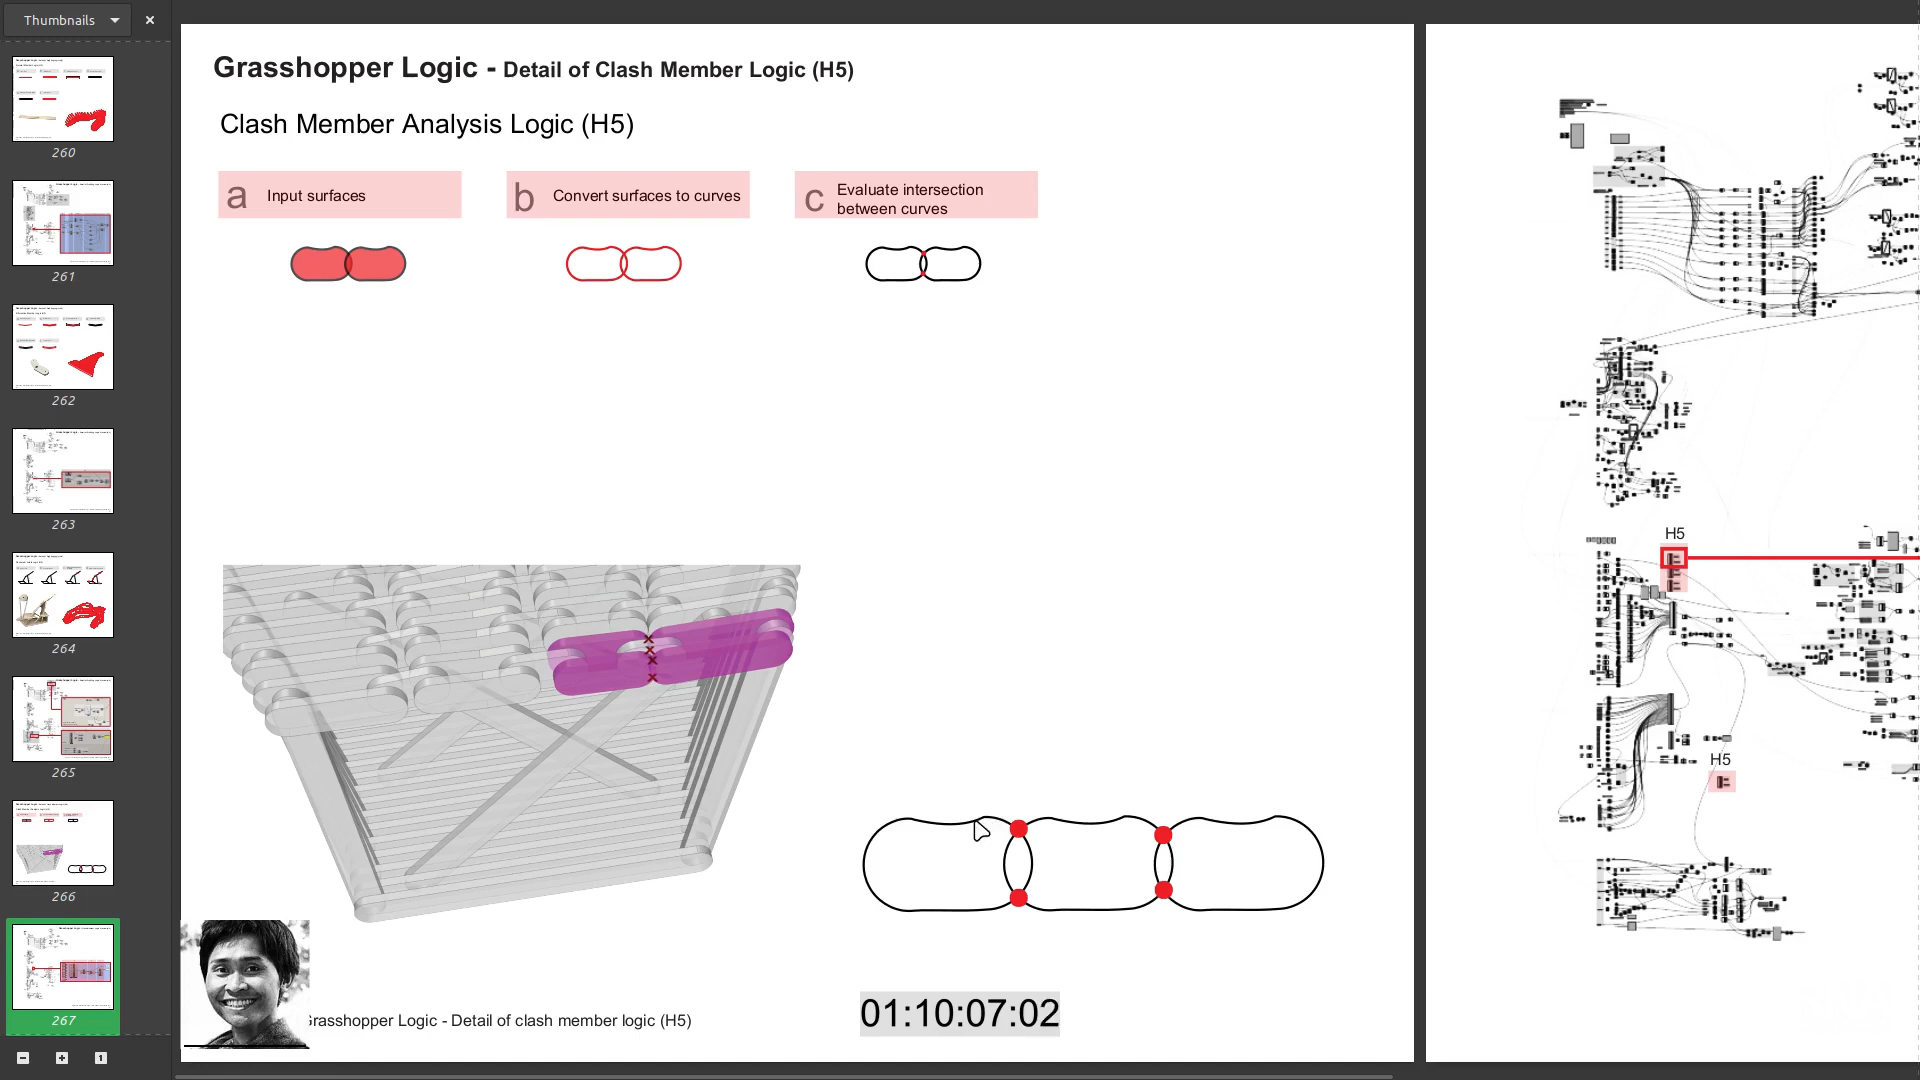 Thumbnails
260
261
262
263
264
265
266
267
Grasshopper Logic - Detail of Clash Member Logic (H5)
Clash Member Analysis Logic (H5)
a Input surfaces
b Convert surfaces to curves
c Evaluate intersection
between curves
rasshopper Logic - Detail of clash member logic (H5)
01:10:07:02
H5
H5